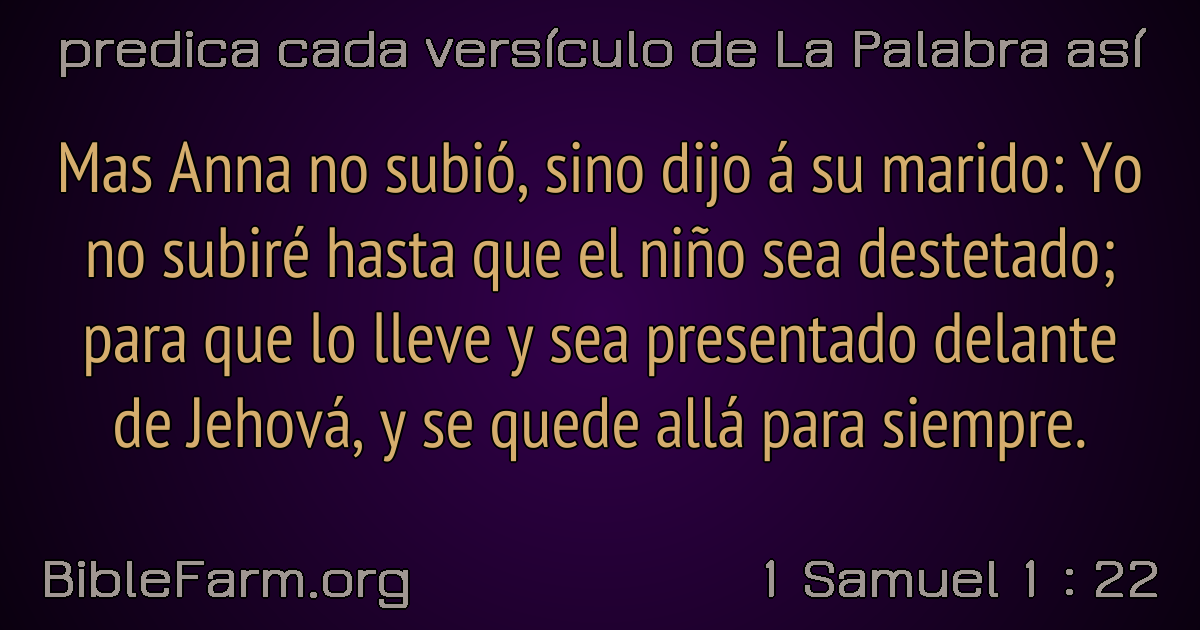 predica cada versículo de La Palabra así
Mas Anna no subió, sino dijo á su marido: Yo
no subiré hasta que el niño sea destetado;
para que lo lleve y sea presentado delante
de Jehová, y se quede allá para siempre.
BibleFarm.org
1 Samuel 1 : 22